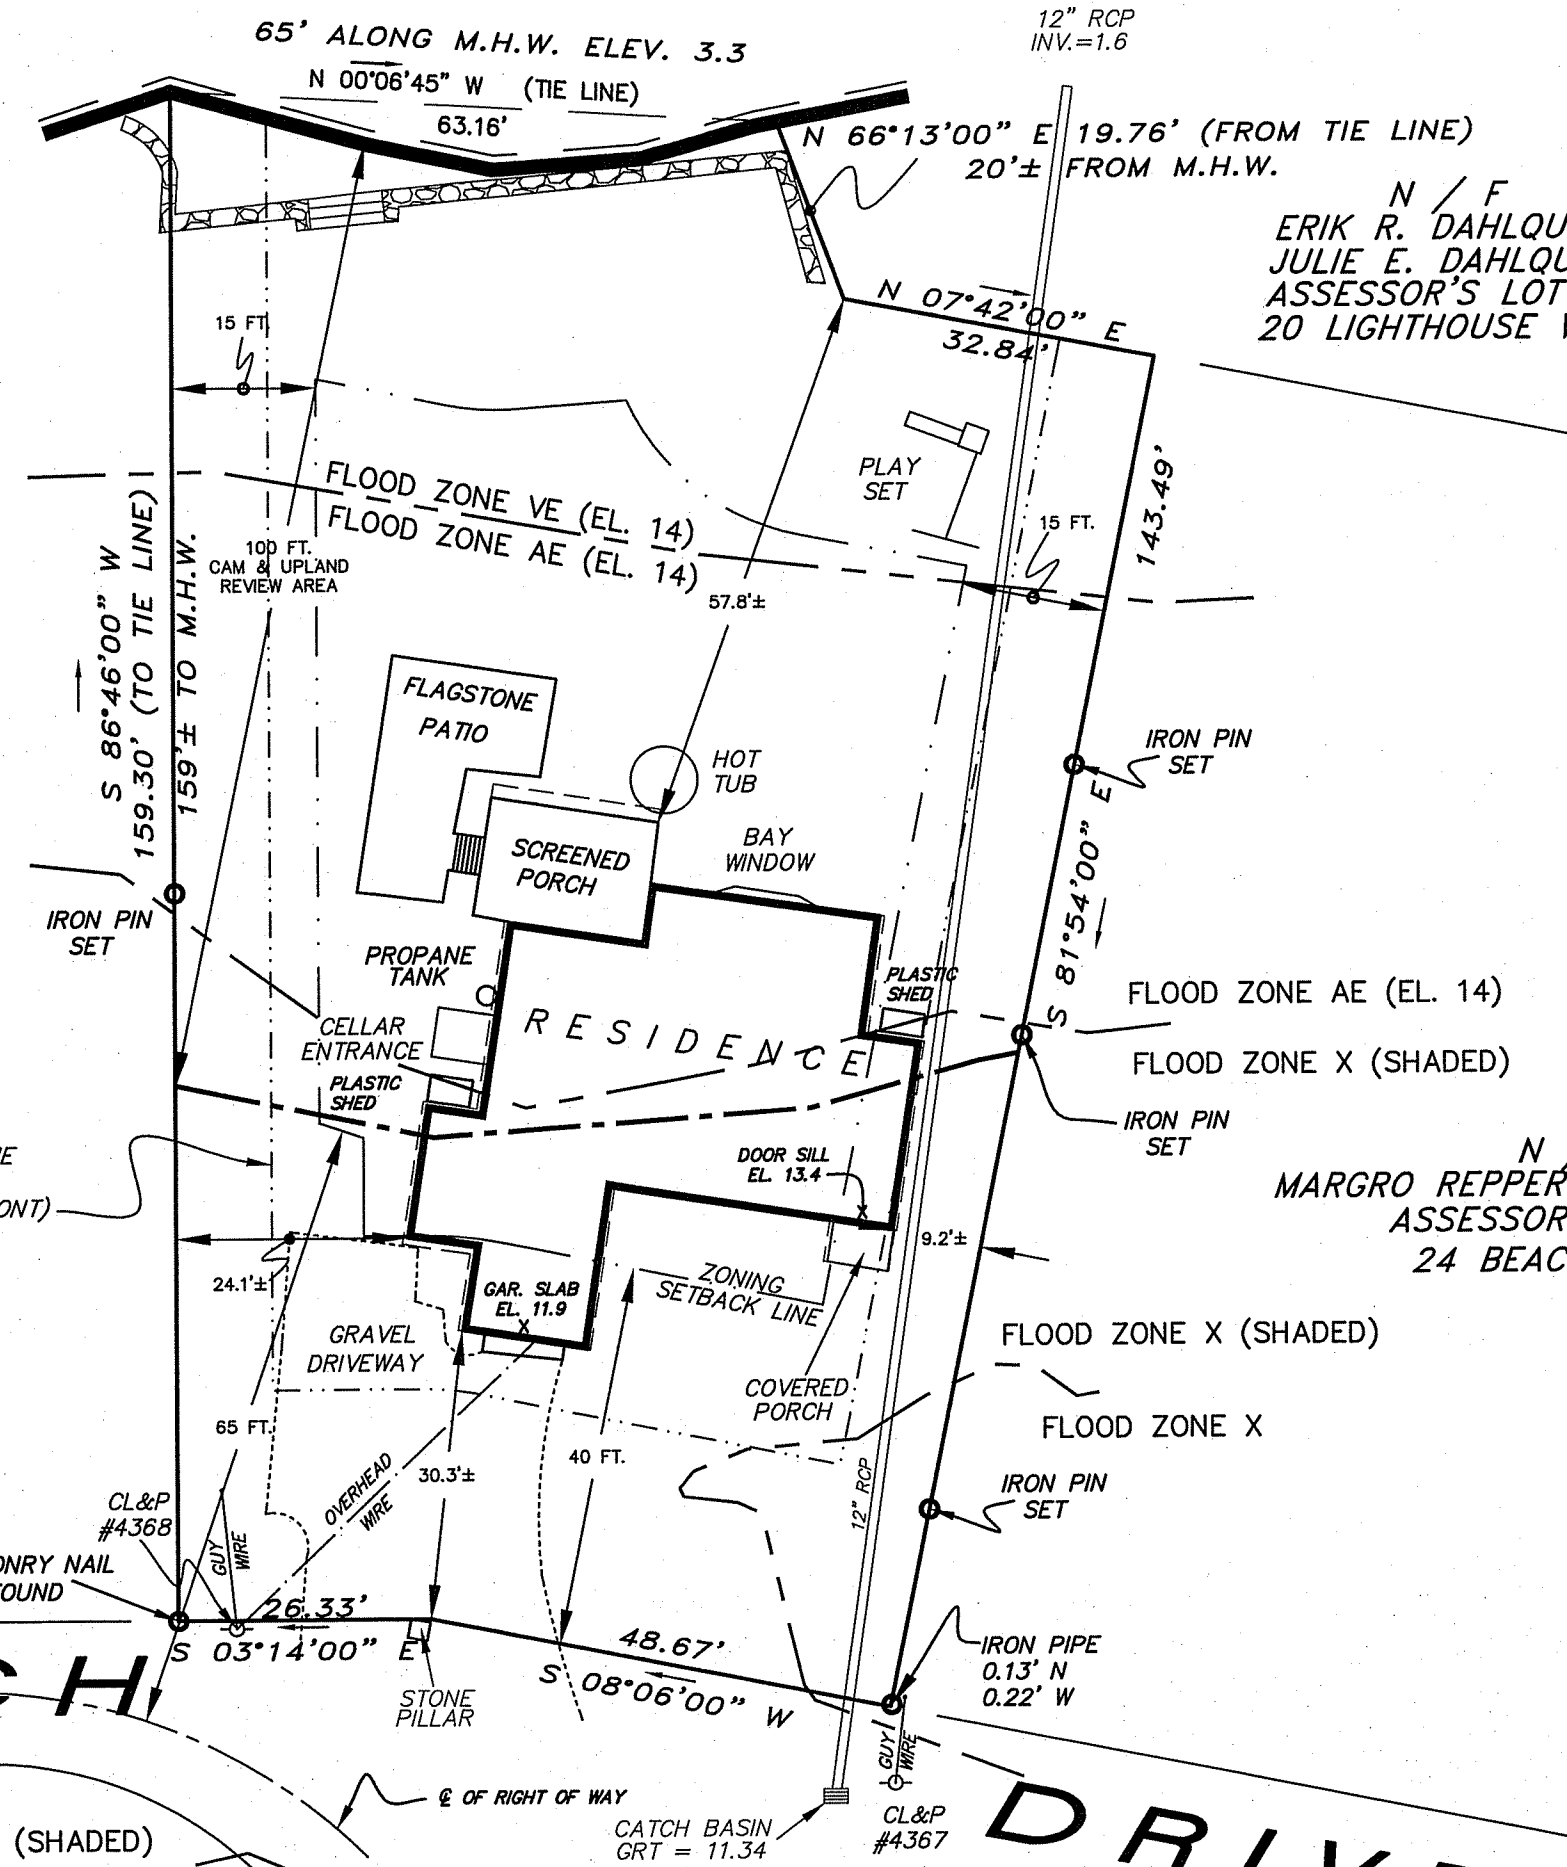 65' ALONG M.H.W. ELEV. 3.3
N 00°06'45" W (TIE LINE)
63.16'
12" RCP
INV.=1.6
N 66°13'00" E 19.76' (FROM TIE LINE)
20'± FROM M.H.W.
N / F
ERIK R. DAHLQU
JULIE E. DAHLQU
ASSESSOR'S LOT
20 LIGHTHOUSE
N 07°42'00" E
32.84'
15 FT.
PLAY
SET
FLOOD ZONE VE (EL. 14)
FLOOD ZONE AE (EL. 14)
15 FT.
143.49'
100 FT.
CAM & UPLAND
REVIEW AREA
S 86°46'00" W
159.30' (TO TIE LINE)
159'± TO M.H.W.
57.8'±
FLAGSTONE
PATIO
HOT
TUB
IRON PIN
SET
SCREENED
PORCH
BAY
WINDOW
IRON PIN
SET
PROPANE
TANK
S 81°54'00" E
PLASTIC
SHED
FLOOD ZONE AE (EL. 14)
CELLAR
ENTRANCE
RESIDENCE
FLOOD ZONE X (SHADED)
PLASTIC
SHED
IRON PIN
SET
DOOR SILL
EL. 13.4
N
MARGRO REPPER
ASSESSOR
24 BEAC
ONT)
9.2'±
24.1'±
GAR. SLAB
EL. 11.9
X
X
ZONING
SETBACK LINE
GRAVEL
DRIVEWAY
FLOOD ZONE X (SHADED)
COVERED
PORCH
FLOOD ZONE X
65 FT.
30.3'±
40 FT.
OVERHEAD
WIRE
12" RCP
IRON PIN
SET
CL&P
#4368
GUY
WIRE
ONRY NAIL
OUND
26.33'
S 03°14'00" E
48.67'
S 08°06'00" W
IRON PIPE
0.13' N
0.22' W
STONE
PILLAR
CH
GUY
WIRE
℄ OF RIGHT OF WAY
CATCH BASIN
GRT = 11.34
CL&P
#4367
DRIV
(SHADED)